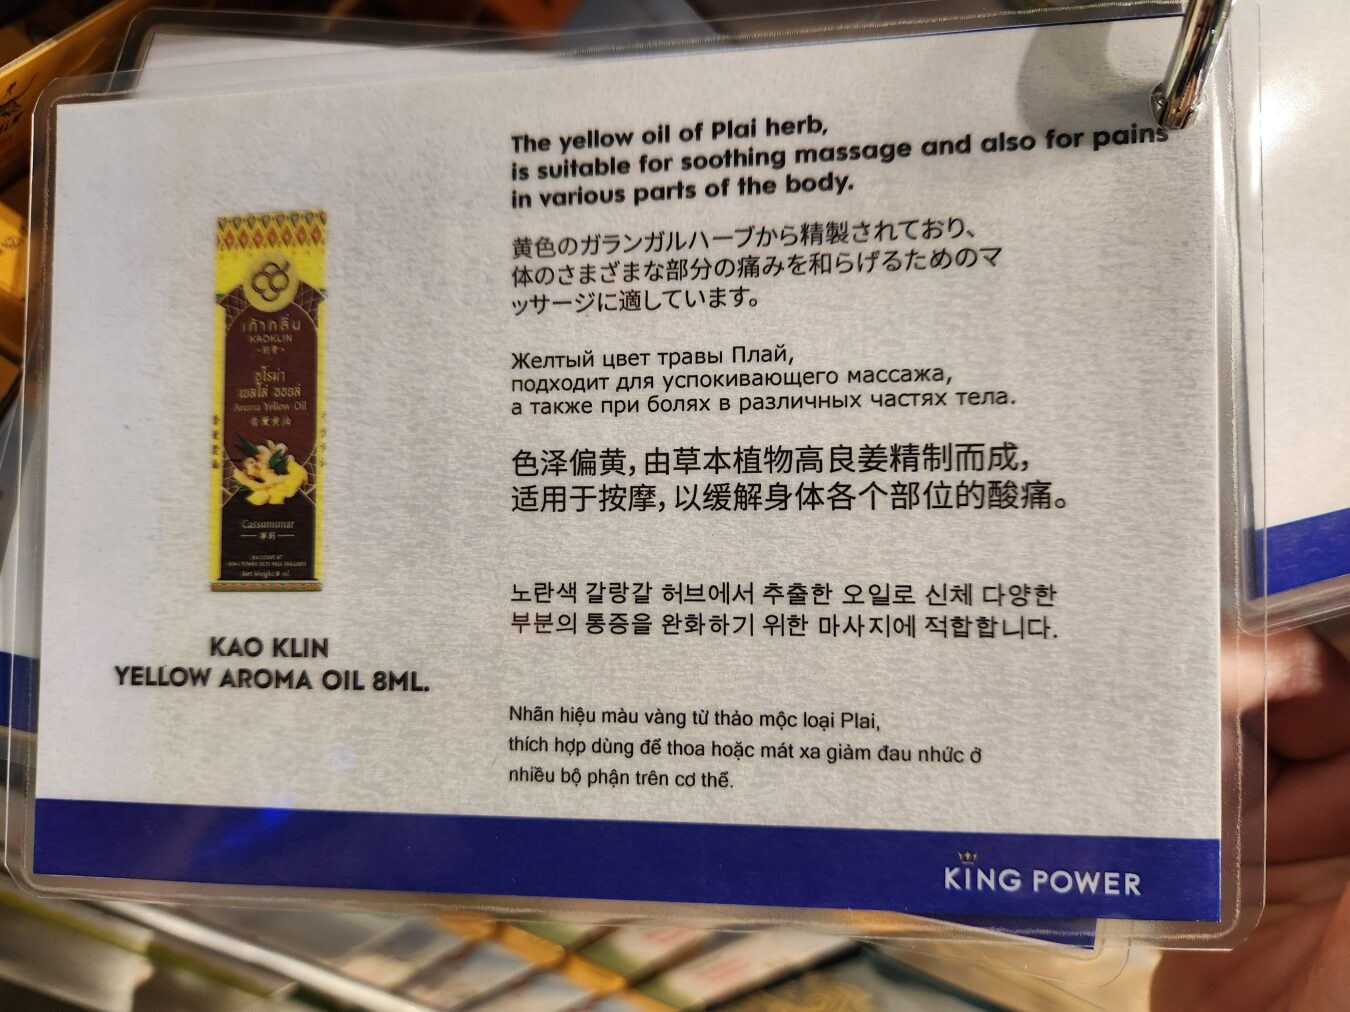 The yellow oil of Plai herb,
is suitable for soothing massage and also for pains
in various parts of the body.
黄色のガランガルハーブから精製されており、
体のさまざまな部分の痛みを和らげるためのマ
ッサージに適しています。
Желтый цвет травы Плай,
подходит для успокивающего массажа,
а также при болях в различных частях тела.
色泽偏黄，由草本植物高良姜精制而成，
适用于按摩，以缓解身体各个部位的酸痛。
노란색 갈랑갈 허브에서 추출한 오일로 신체 다양한
부분의 통증을 완화하기 위한 마사지에 적합합니다.
Nhãn hiệu màu vàng từ thảo mộc loại Plai,
thích hợp dùng để thoa hoặc mát xa giảm đau nhức ở
nhiều bộ phận trên cơ thể.
เก้ากลิ่น
KAOKLIN
อโรม่า
เยลโล่ ออยล์
Aroma Yellow Oil
Cassumunar
EXCLUSIVE AT
KING POWER DUTY FREE THAILAND
Net Weight 8 ml.
KAO KLIN
YELLOW AROMA OIL 8ML.
KING POWER